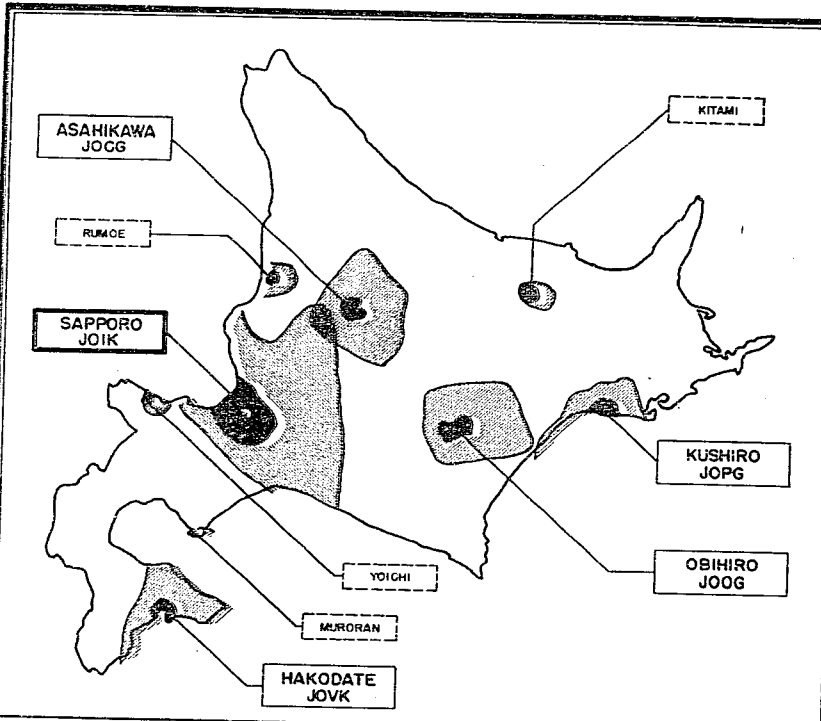 ASAHIKAWA
JOCG
KITAMI
RUMOE
SAPPORO
JOIK
KUSHIRO
JOPG
OBIHIRO
JOOG
YOICHI
MURORAN
HAKODATE
JOVK